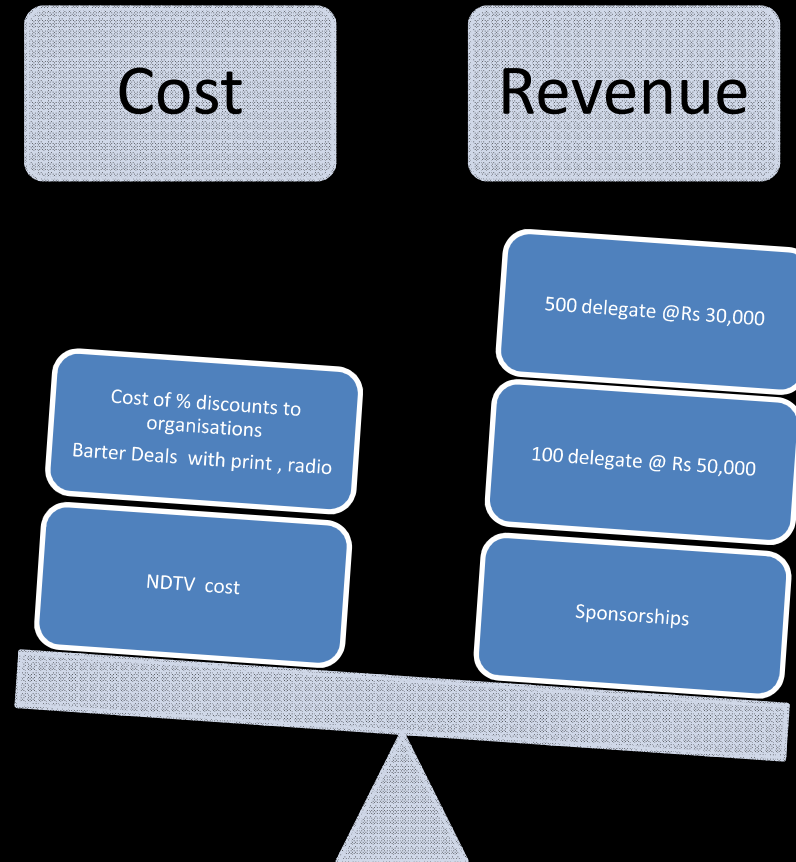 Cost
Revenue
500 delegate @Rs 30,000
Cost of % discounts to
organisations
Barter Deals with print , radio
100 delegate @ Rs 50,000
NDTV cost
Sponsorships